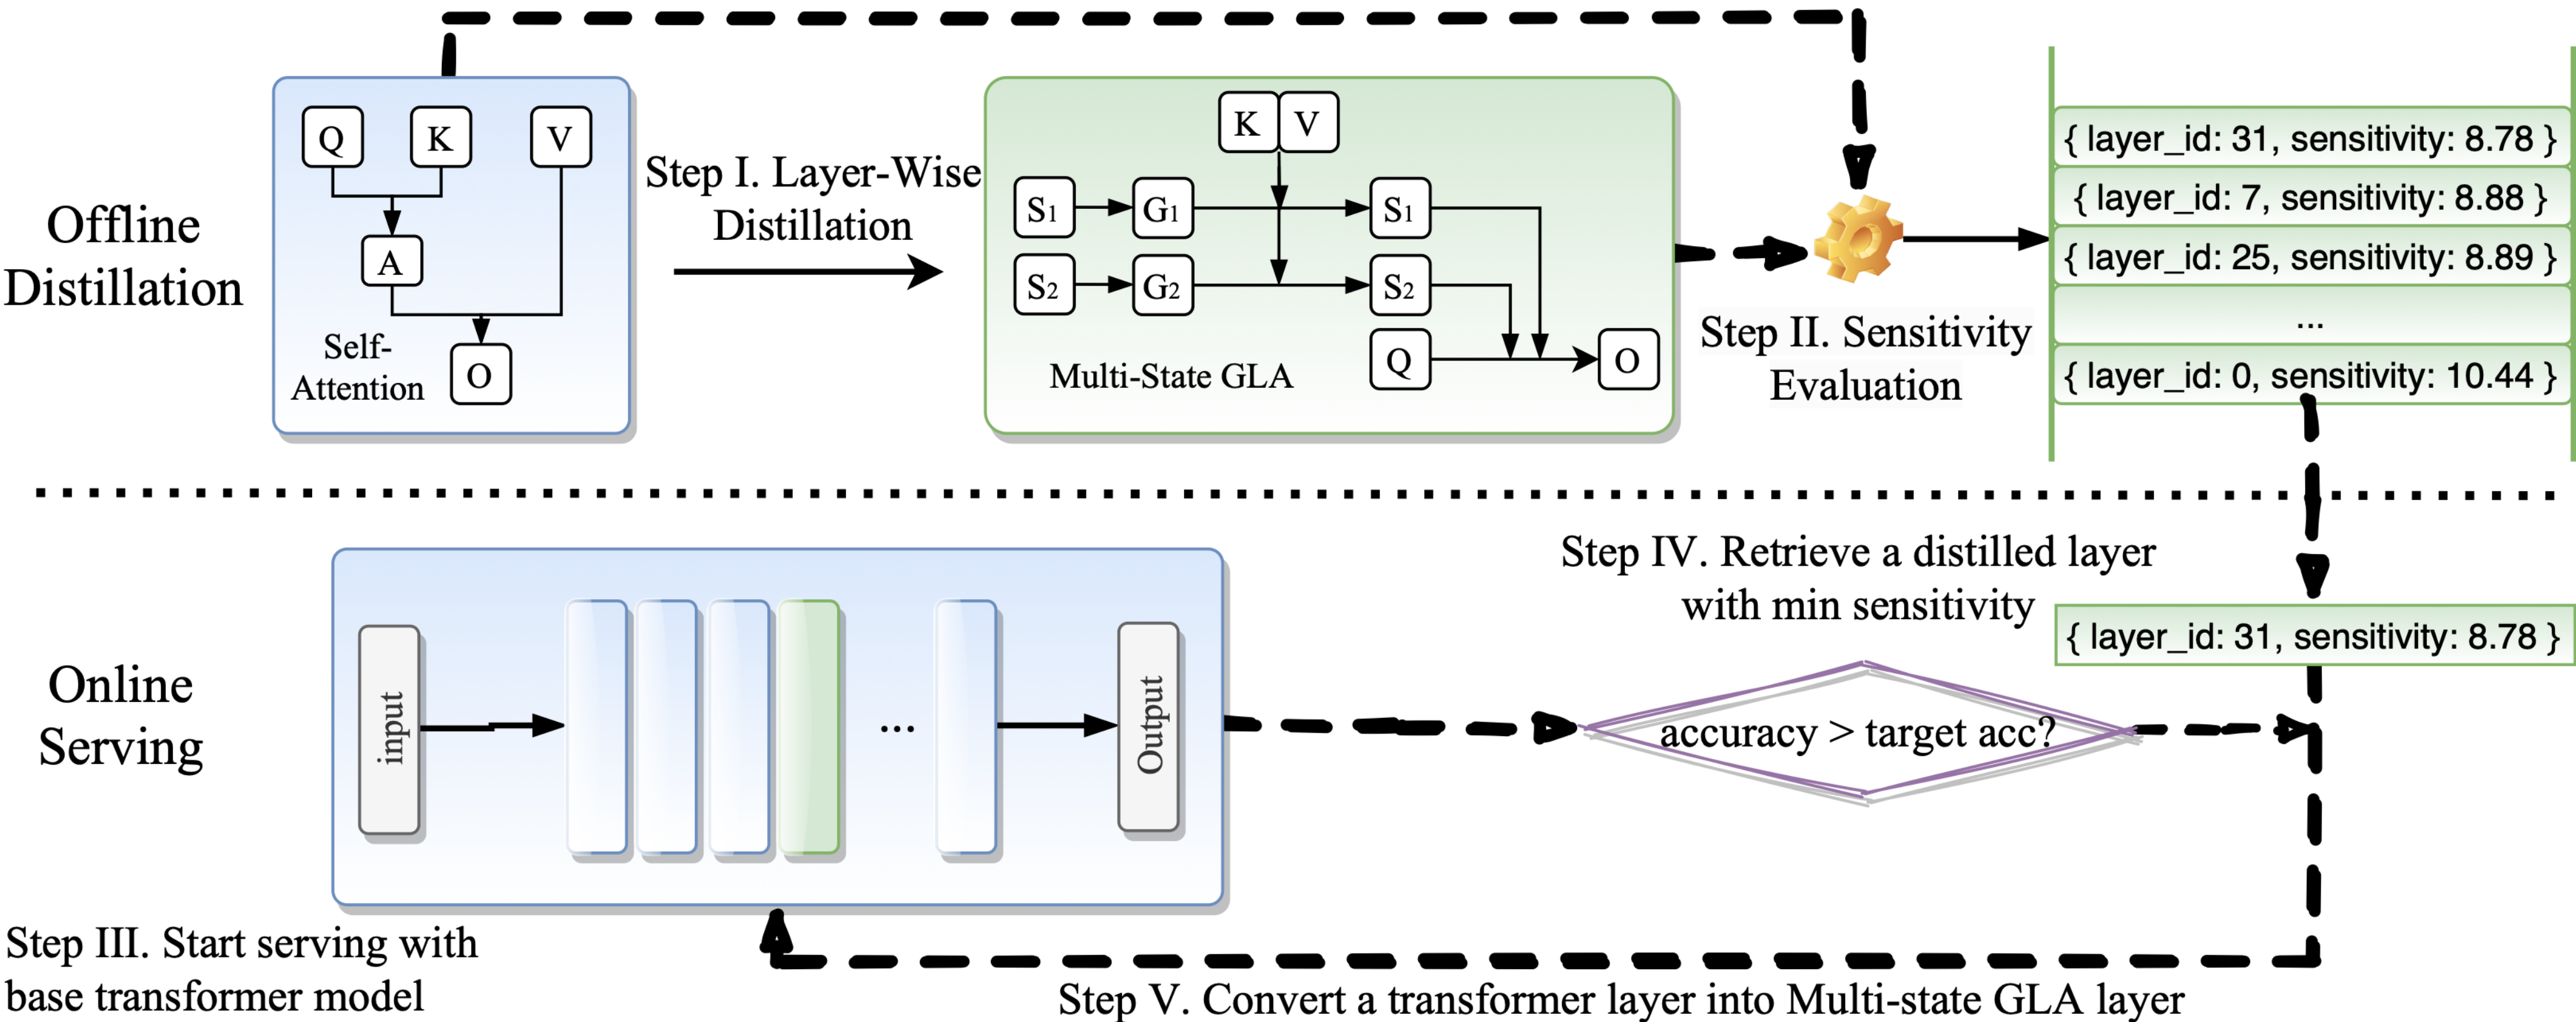 Offline
Distillation
Q
K
V
A
O
Self-
Attention
Step I. Layer-Wise
Distillation
K
V
S1
G1
S1
S2
G2
S2
Q
O
Multi-State GLA
Step II. Sensitivity
Evaluation
{ layer_id: 31, sensitivity: 8.78 }
{ layer_id: 7, sensitivity: 8.88 }
{ layer_id: 25, sensitivity: 8.89 }
...
{ layer_id: 0, sensitivity: 10.44 }
Online
Serving
input
...
Output
Step IV. Retrieve a distilled layer
with min sensitivity
{ layer_id: 31, sensitivity: 8.78 }
accuracy > target acc?
Step III. Start serving with
base transformer model
Step V. Convert a transformer layer into Multi-state GLA layer